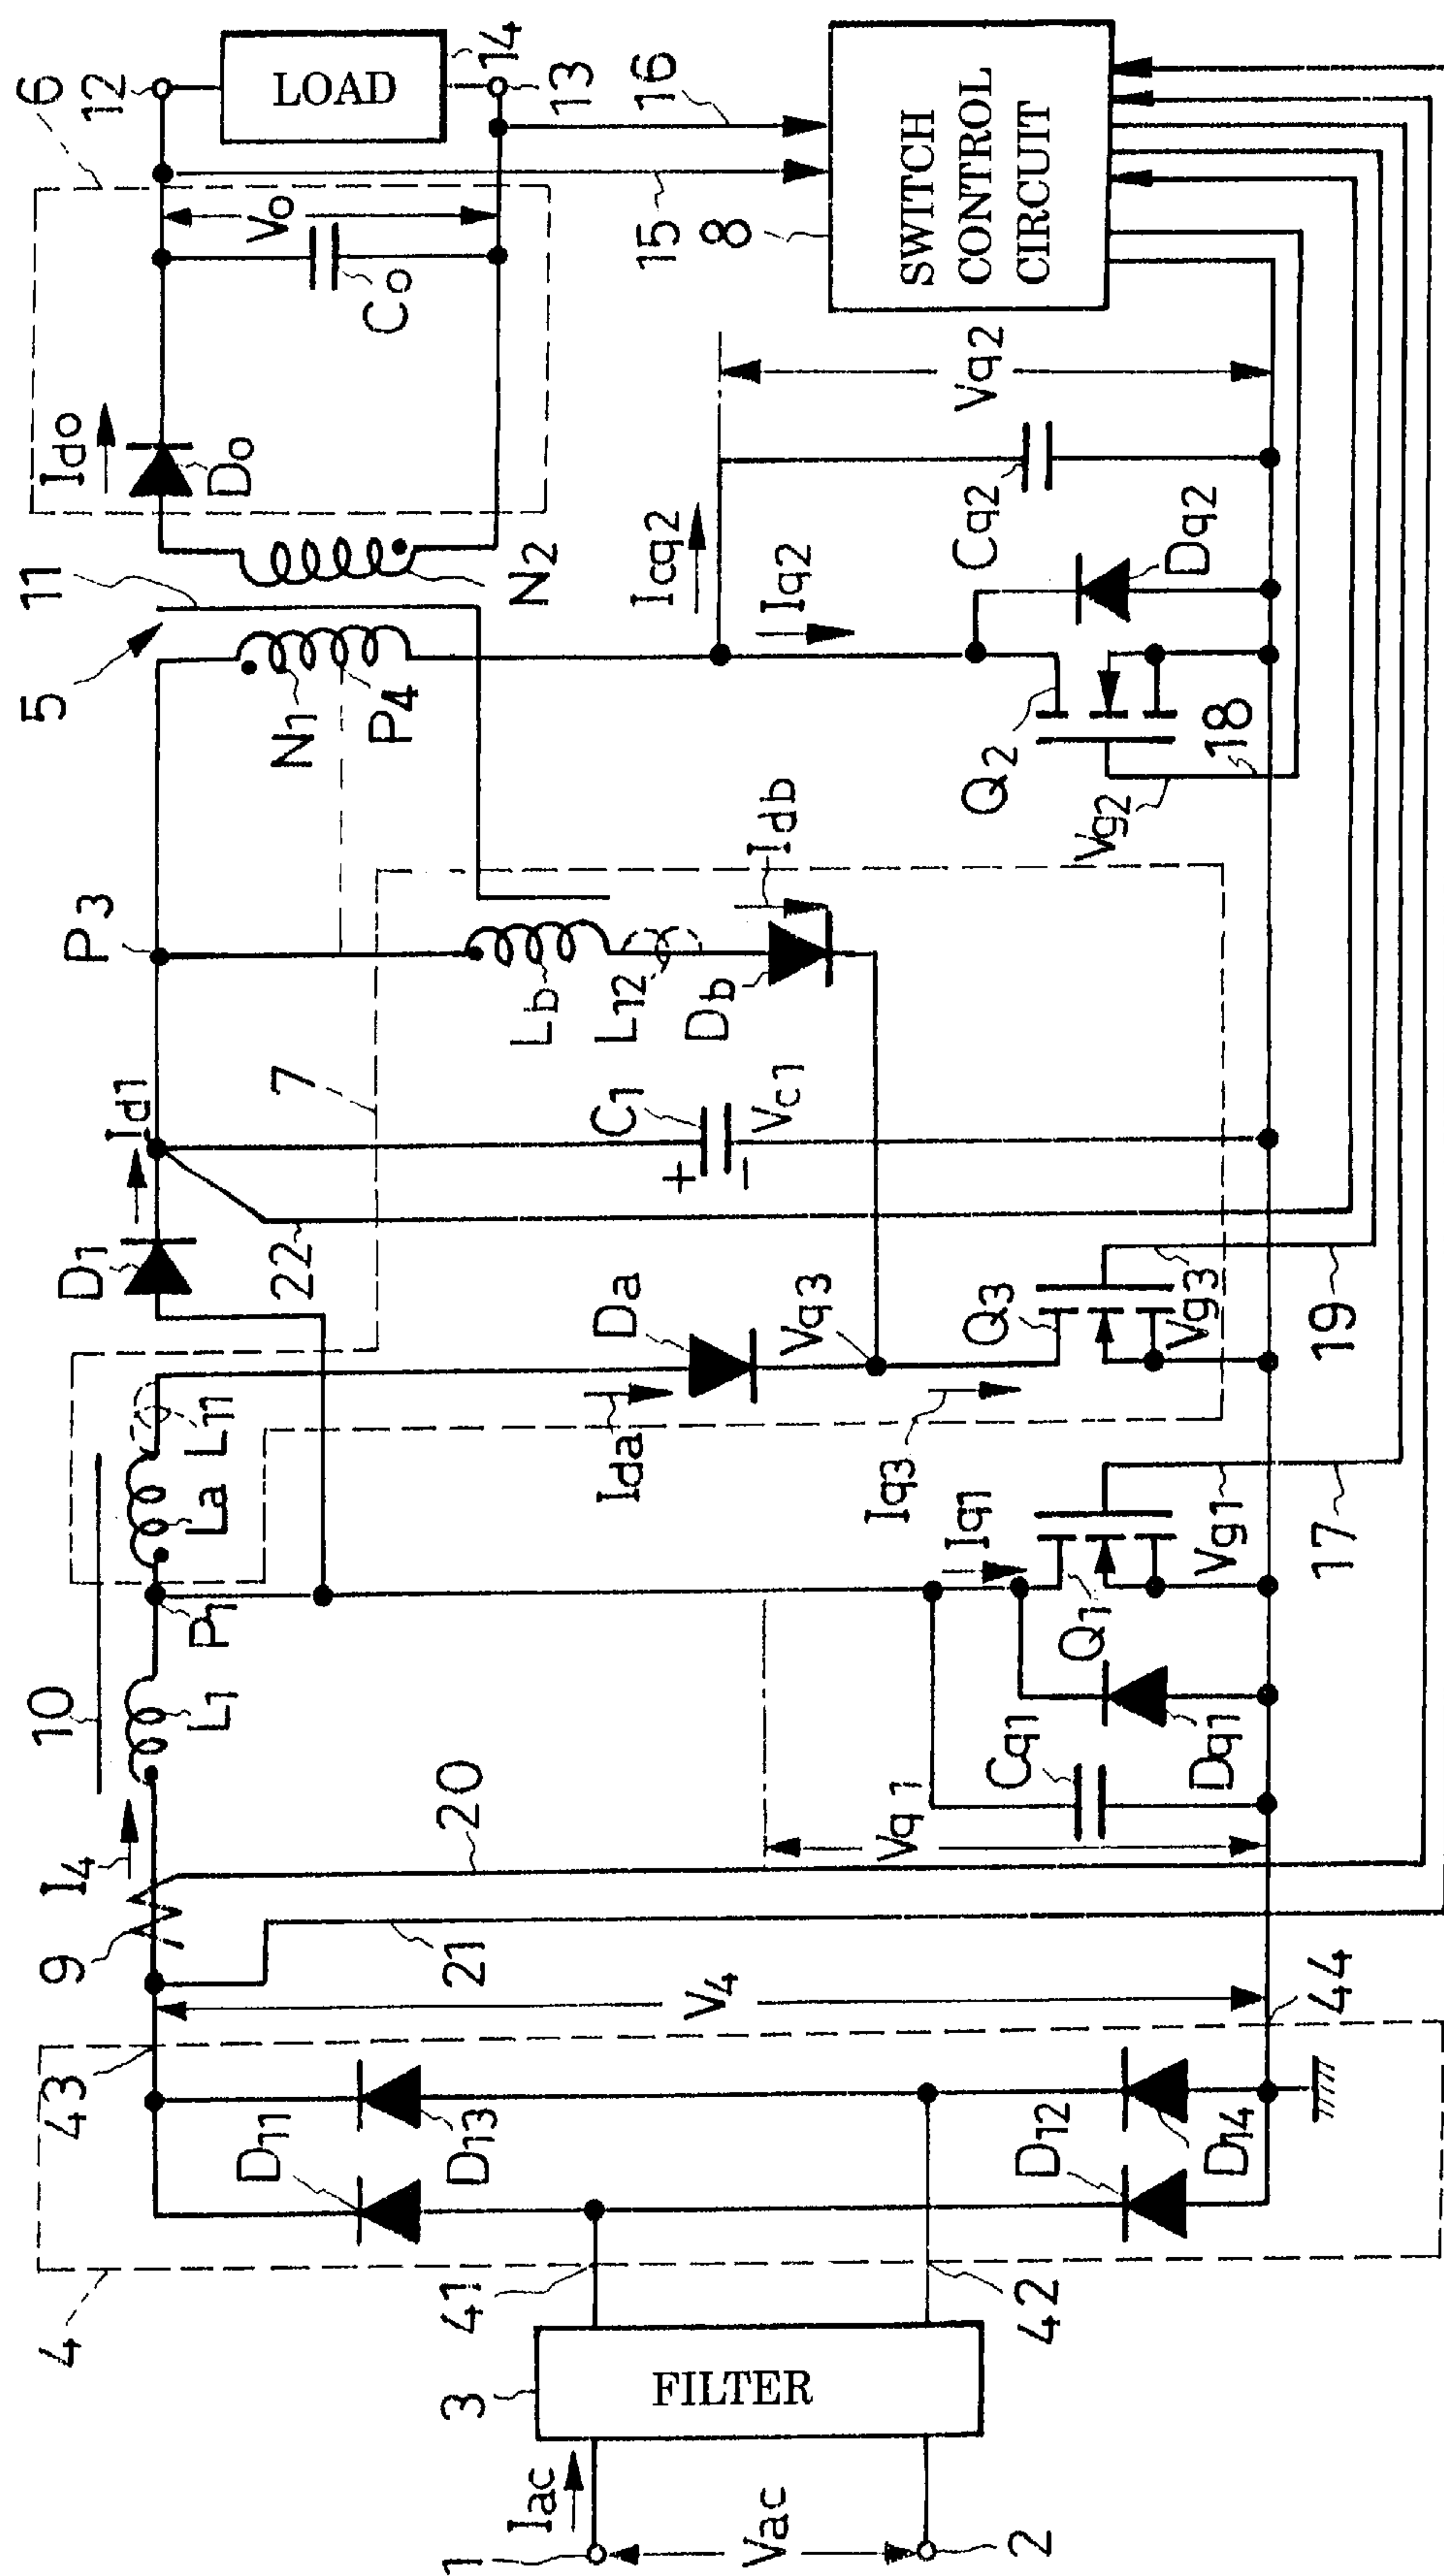 1
2
Iac
Vac
3
FILTER
41
42
4
43
D11
D13
D12
D14
44
V4
9
I4
21
20
10
L1
P1
La
L11
Vq1
Cq1
Dq1
Q1
Iq1
Vg1
17
Ida
Da
Iq3
Vq3
Q3
Vg3
19
D1
Id1
22
7
C1
+
−
Vc1
P3
Lb
L12
Db
Idb
5
11
N1
P4
N2
Icq2
Iq2
Q2
Vg2
18
Cq2
Dq2
Vq2
6
Ido
Do
Co
Vo
12
13
LOAD
14
15
16
8
SWITCH
CONTROL
CIRCUIT